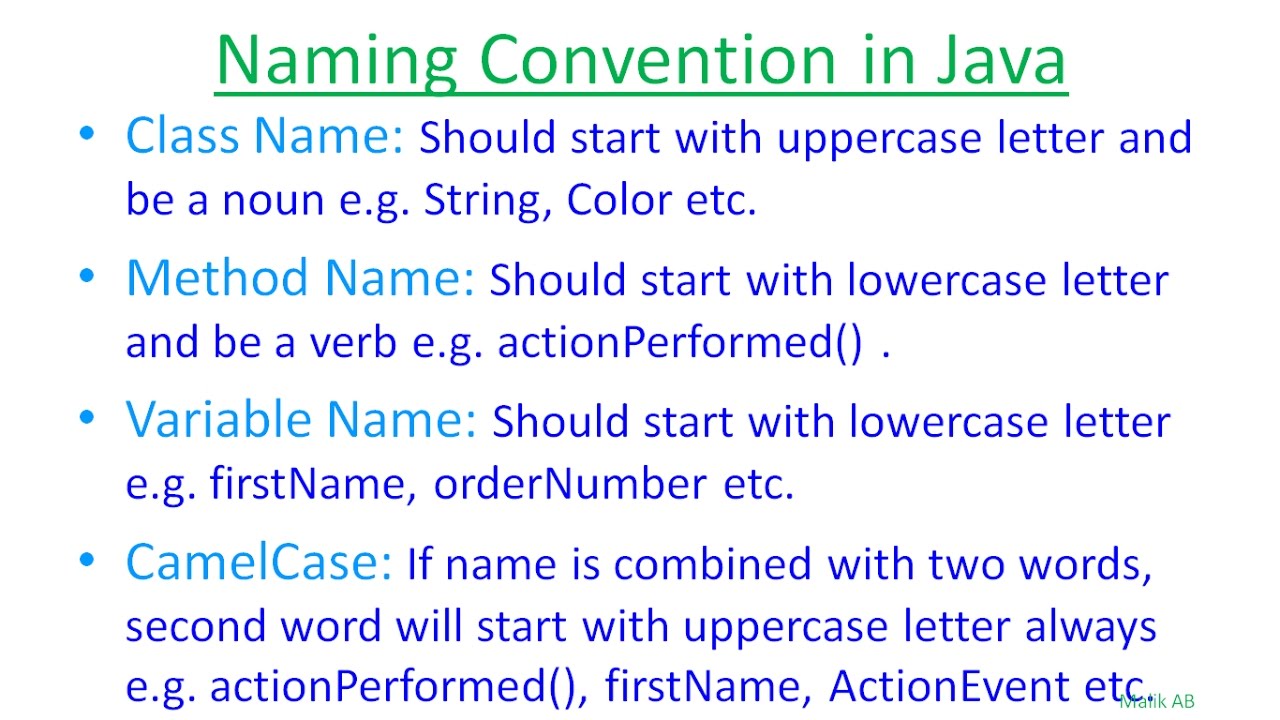 Naming Convention in Java
• Class Name: Should start with uppercase letter and
be a noun e.g. String, Color etc.
• Method Name: Should start with lowercase letter
and be a verb e.g. actionPerformed() .
• Variable Name: Should start with lowercase letter
e.g. firstName, orderNumber etc.
• CamelCase: If name is combined with two words,
second word will start with uppercase letter always
e.g. actionPerformed(), firstName, ActionEvent etc.
Malik AB